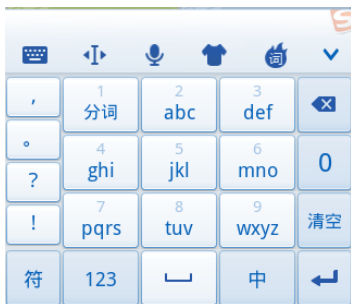 词
, 1 2 3
分词 abc def
。 4 5 6 0
ghi jkl mno
?
! 7 8 9 清空
pqrs tuv wxyz
符 123 中